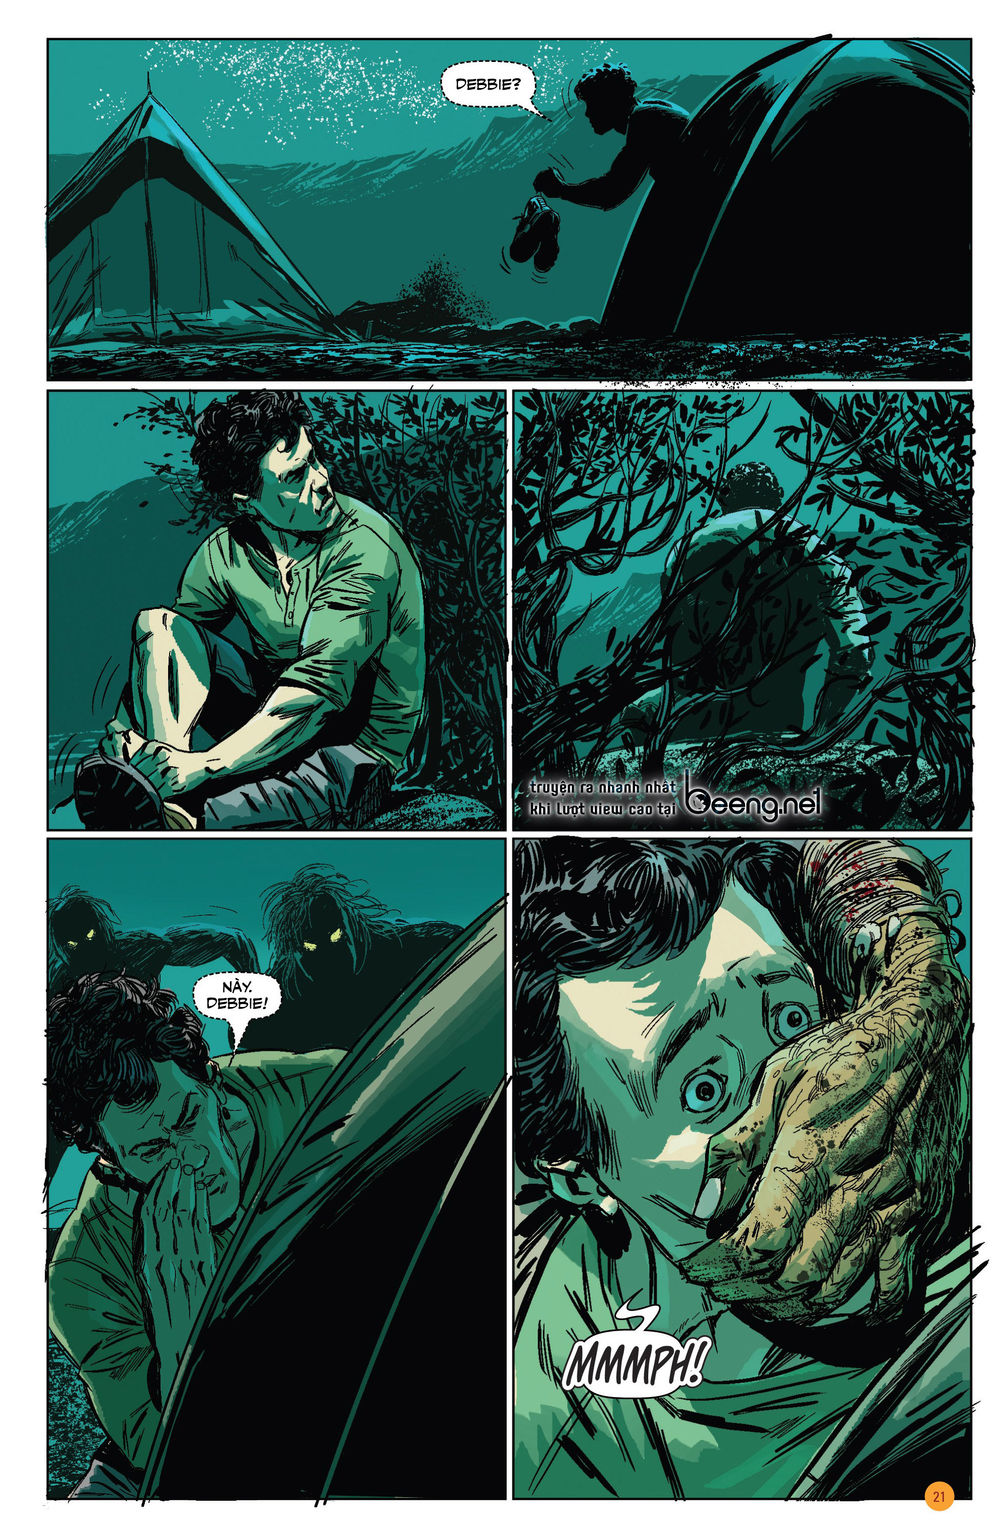 DEBBIE?
truyện ra nhanh nhất
khi lượt view cao tại
beeng.net
NÀY.
DEBBIE!
MMMPH!
21